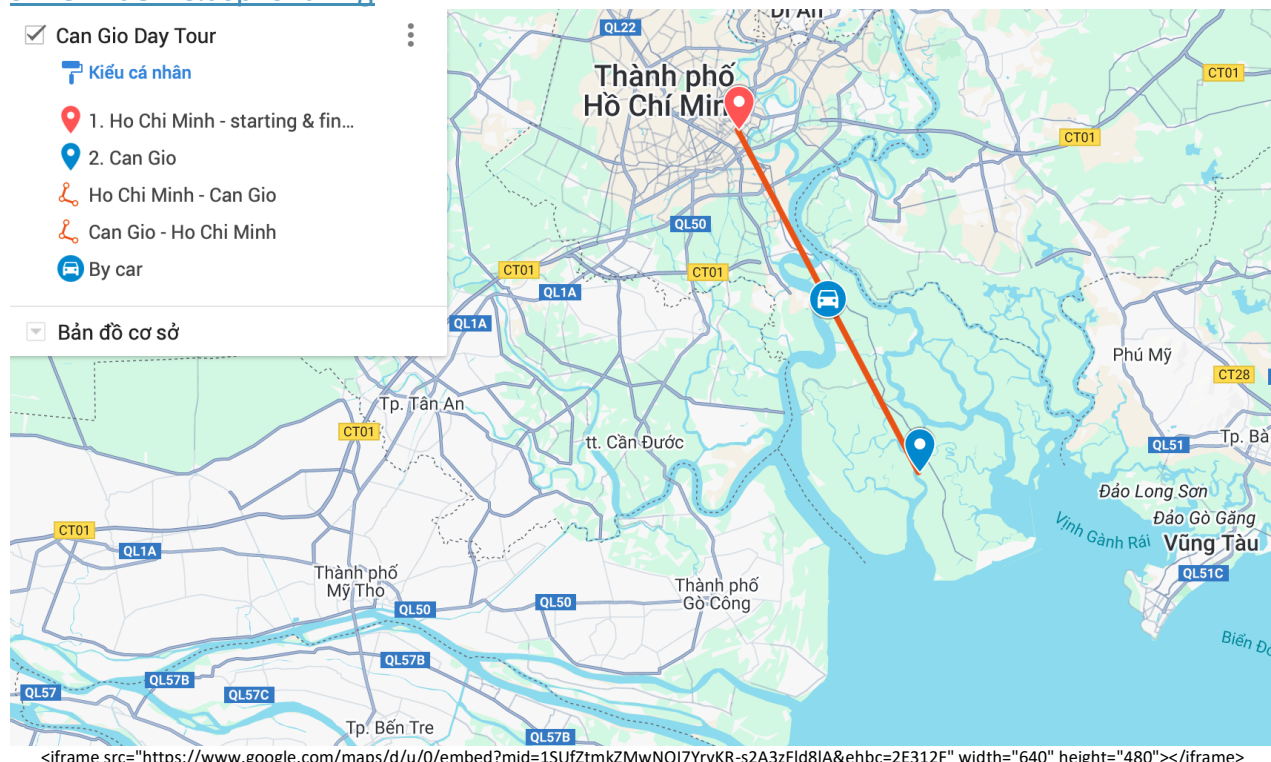 Can Gio Day Tour
Kiểu cá nhân
1. Ho Chi Minh - starting & fin...
2. Can Gio
Ho Chi Minh - Can Gio
Can Gio - Ho Chi Minh
By car
Bản đồ cơ sở
Dĩ An
QL22
Thành phố
Hồ Chí Min
CT01
CT01
QL50
CT01
CT01
QL1A
QL1A
Phú Mỹ
CT28
Tp. Tân An
CT01
tt. Cần Đước
QL51
Tp. Bà
Đảo Long Sơn
Đảo Gò Găng
Vịnh Gành Rái
Vũng Tàu
CT01
QL1A
Thành phố
Mỹ Tho
Thành phố
Gò Công
QL51C
QL50
QL50
Biển Đô
QL57B
QL57B
QL57
QL57C
Tp. Bến Tre
QL57B